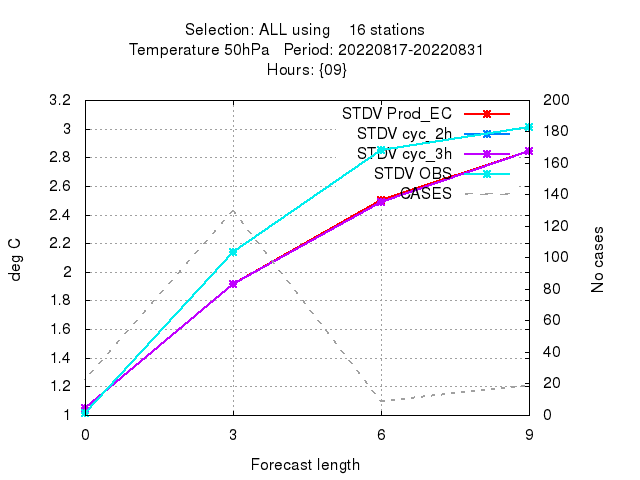 Selection: ALL using    16 stations
Temperature 50hPa   Period: 20220817-20220831
Hours: {09}
3.2
3
2.8
2.6
2.4
2.2
2
1.8
1.6
1.4
1.2
1
deg C
200
180
160
140
120
100
80
60
40
20
0
No cases
STDV Prod_EC
STDV cyc_2h
STDV cyc_3h
STDV OBS
CASES
0
3
6
9
Forecast length